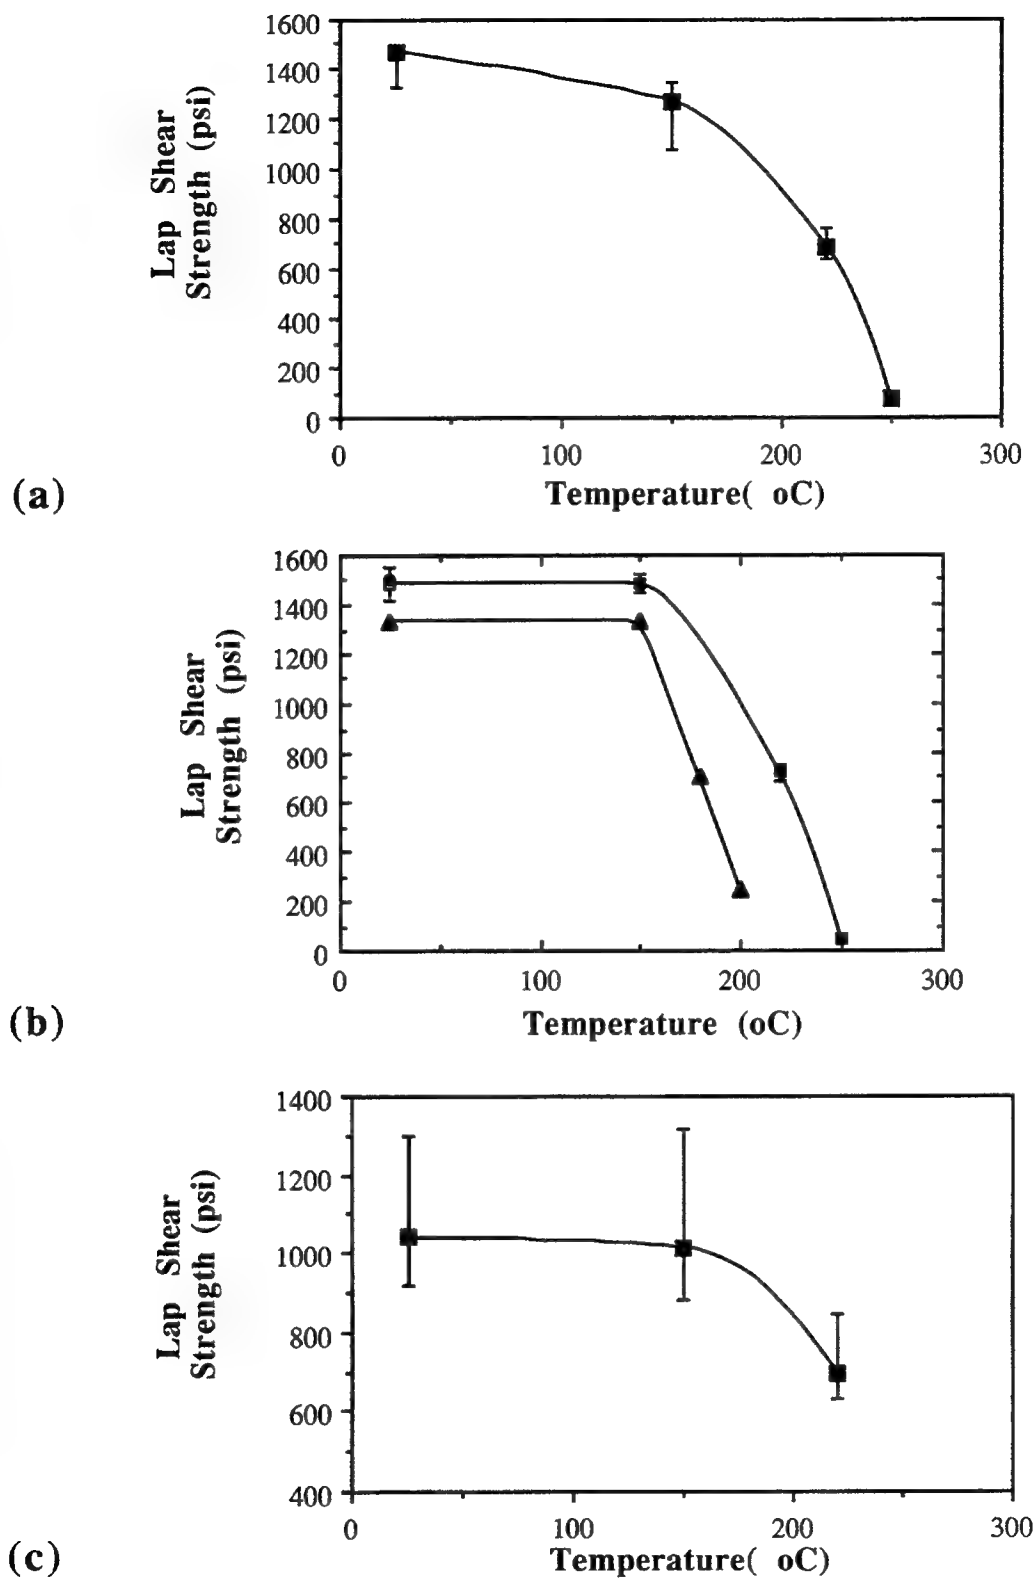 1600
1400
1200
1000
800
600
400
200
0
Lap Shear
Strength (psi)
0 100 200 300
Temperature( oC)
(a)
1600
1400
1200
1000
800
600
400
200
0
Lap Shear
Strength (psi)
0 100 200 300
Temperature (oC)
(b)
1400
1200
1000
800
600
400
Lap Shear
Strength (psi)
0 100 200 300
Temperature( oC)
(c)